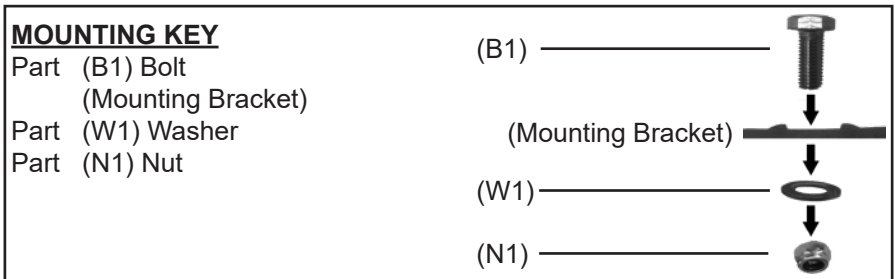 MOUNTING KEY
Part (B1) Bolt
(Mounting Bracket)
Part (W1) Washer
Part (N1) Nut
(B1)
(Mounting Bracket)
(W1)
(N1)